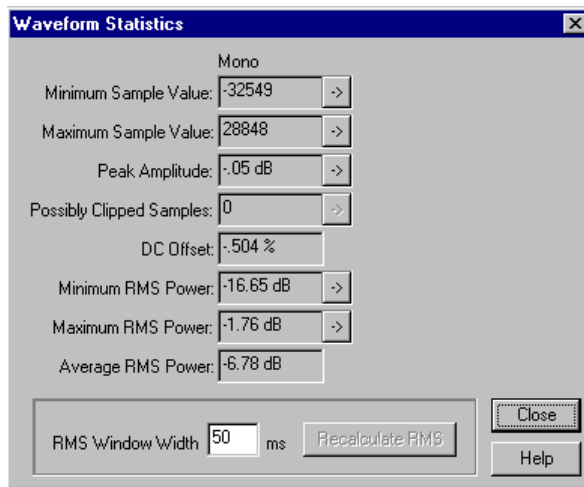 Waveform Statistics
Mono
Minimum Sample Value: -32549 ->
Maximum Sample Value: 28848 ->
Peak Amplitude: -.05 dB ->
Possibly Clipped Samples: 0 ->
DC Offset: -.504 %
Minimum RMS Power: -16.65 dB ->
Maximum RMS Power: -1.76 dB ->
Average RMS Power: -6.78 dB
RMS Window Width 50 ms Recalculate RMS
Close
Help